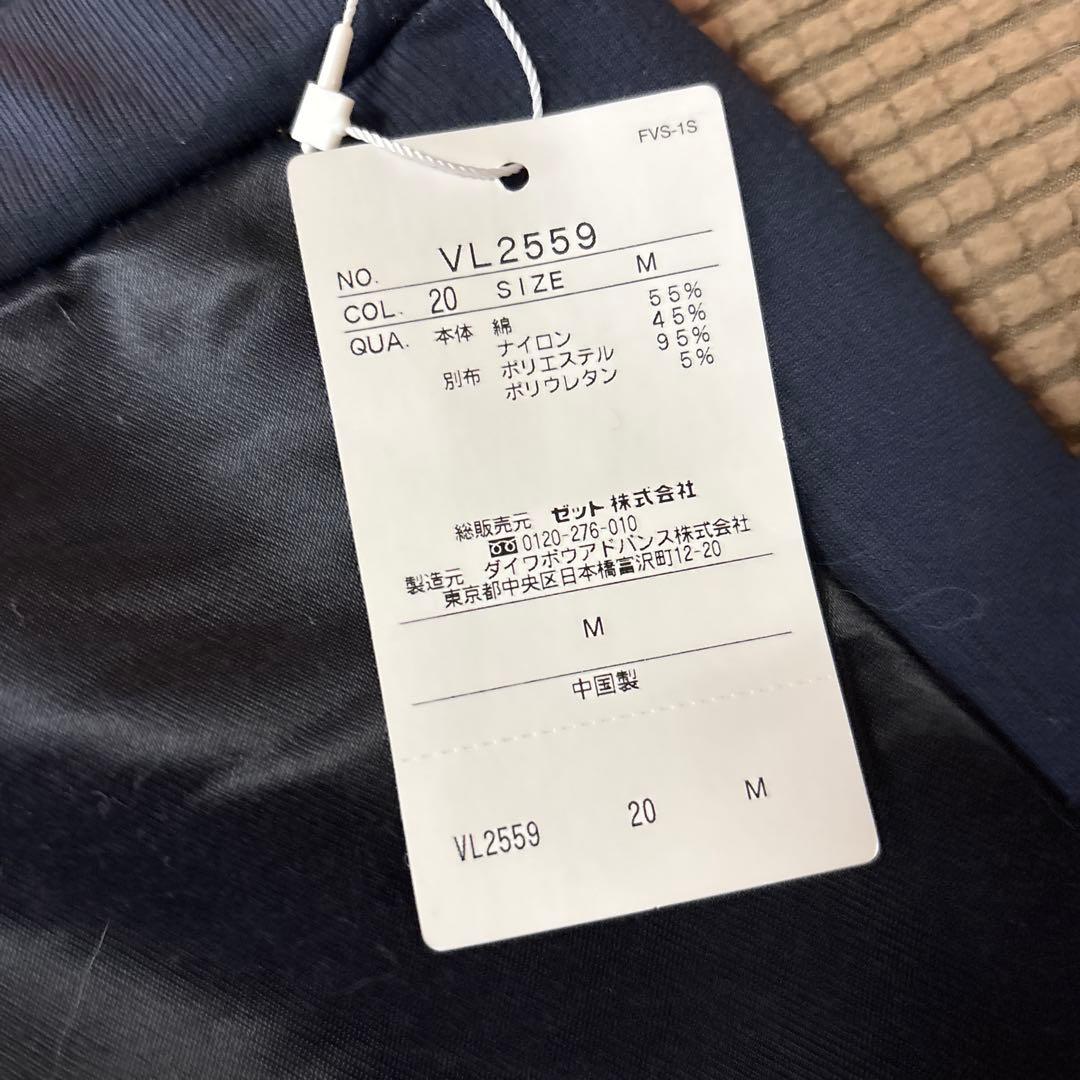 FVS-1S
NO. VL2559
COL. 20 SIZE M
QUA. 本体 綿 55%
ナイロン 45%
別布 ポリエステル 95%
ポリウレタン 5%
総販売元 ゼット株式会社
0120-276-010
製造元 ダイワボウアドバンス株式会社
東京都中央区日本橋富沢町12-20
M
中国製
VL2559 20 M